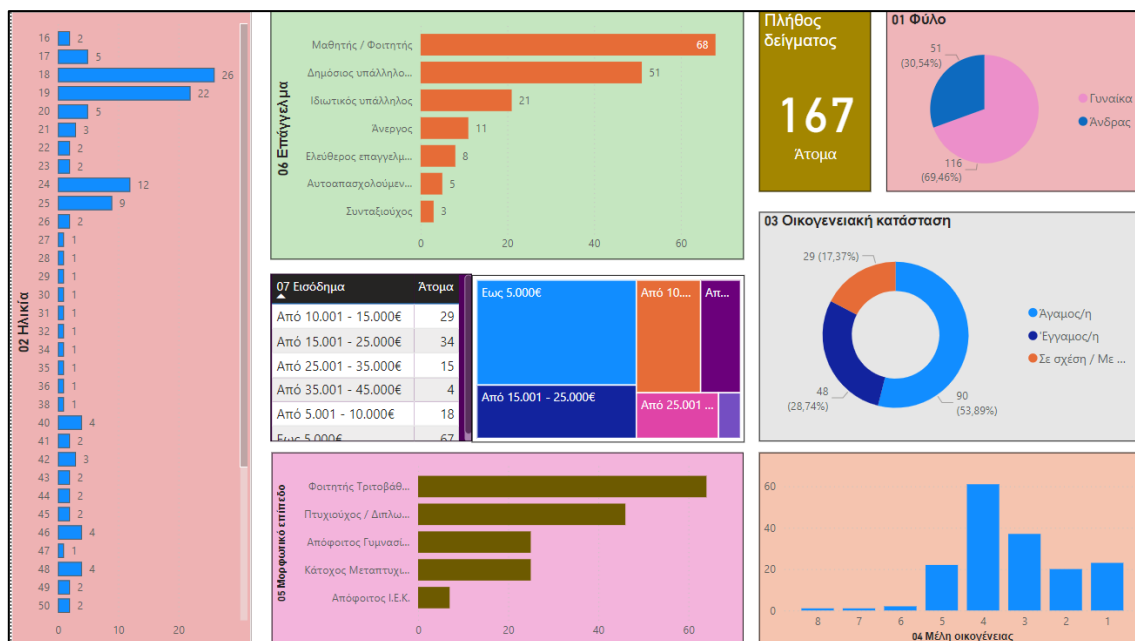 16 2
17 5
18 26
19 22
20 5
21 3
22 2
23 2
24 12
25 9
26 2
27 1
28 1
29 1
30 1
31 1
32 1
34 1
35 1
36 1
38 1
40 4
41 2
42 3
43 2
44 2
45 2
46 4
47 1
48 4
49 2
50 2
0 20
02 Ηλικία
06 Επάγγελμα
Μαθητής / Φοιτητής 68
Δημόσιος υπάλληλο... 51
Ιδιωτικός υπάλληλος 21
Άνεργος 11
Ελεύθερος επαγγελμ... 8
Αυτοαπασχολούμεν... 5
Συνταξιούχος 3
0 20 40 60
Πλήθος
δείγματος
167
Άτομα
01 Φύλο
51
(30,54%)
116
(69,46%)
Γυναίκα
Άνδρας
07 Εισόδημα Άτομα
Από 10.001 - 15.000€ 29
Από 15.001 - 25.000€ 34
Από 25.001 - 35.000€ 15
Από 35.001 - 45.000€ 4
Από 5.001 - 10.000€ 18
Εως 5.000€ 67
Εως 5.000€
Από 10....
Απ...
Από 15.001 - 25.000€
Από 25.001 ...
03 Οικογενειακή κατάσταση
29 (17,37%)
48
(28,74%)
90
(53,89%)
Άγαμος/η
Έγγαμος/η
Σε σχέση / Με ...
05 Μορφωτικό επίπεδο
Φοιτητής Τριτοβάθ...
Πτυχιούχος / Διπλω...
Απόφοιτος Γυμνασί...
Κάτοχος Μεταπτυχι...
Απόφοιτος Ι.Ε.Κ.
0 20 40 60
60
40
20
0
8 7 6 5 4 3 2 1
04 Μέλη οικογένειας